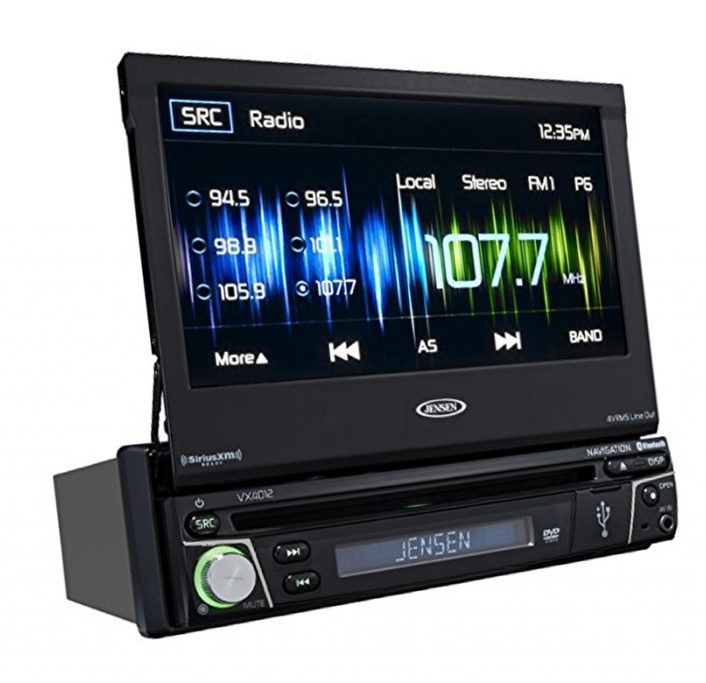 SRC Radio
12:35PM
Local Stereo FM1 P6
94.5 96.5
98.3 101.1
105.9 107.7
107.7 MHz
More▲ AS BAND
JENSEN
4VRMS Line Out
((SiriusXM))
READY
NAVIGATION Bluetooth
DISP
VX4012
OPEN
SRC
JENSEN
DVD
AV IN
MUTE